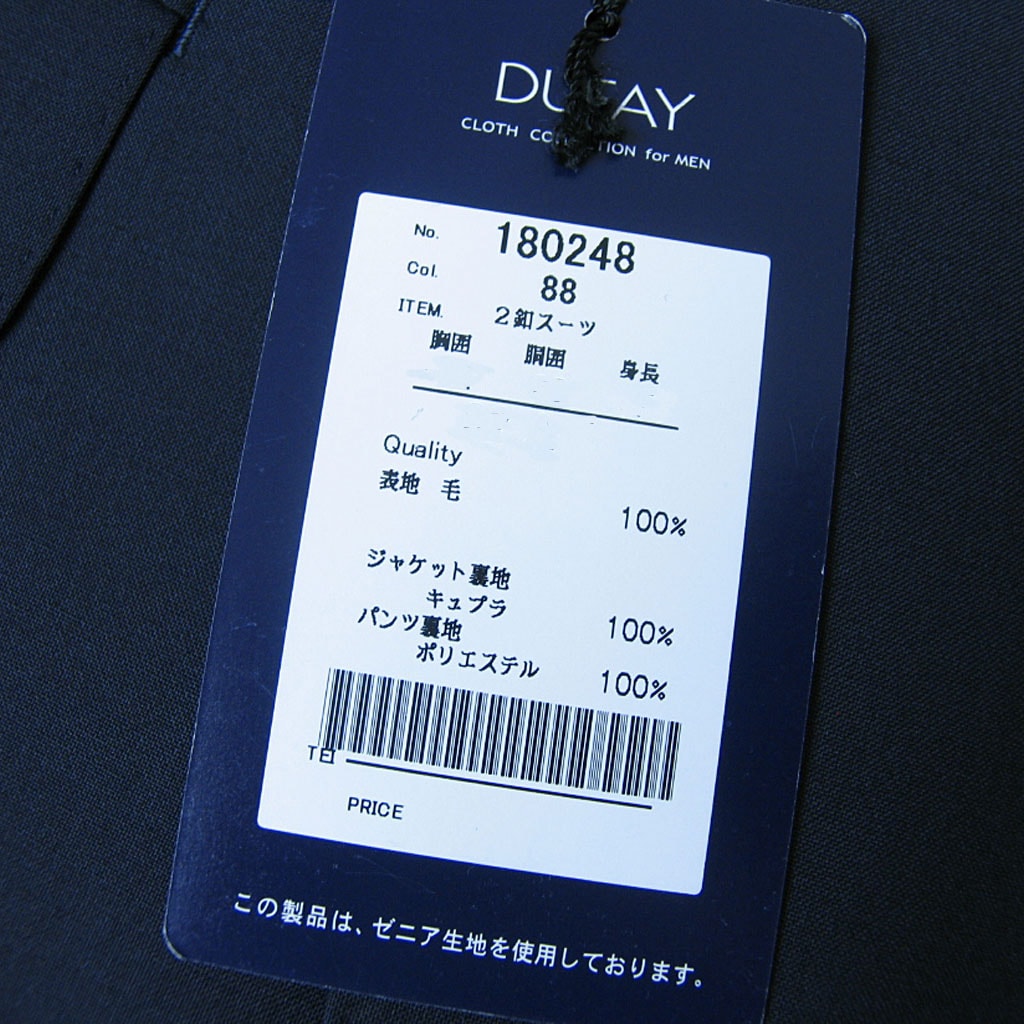 CLOTH for MEN
No. 180248
Col. 88
ITEM. 2釦スーツ
胸囲 胴囲 身長
Quality
表地 毛
100%
ジャケット裏地
キュプラ 100%
パンツ裏地
ポリエステル 100%
PRICE
この製品は、ゼニア生地を使用しております。